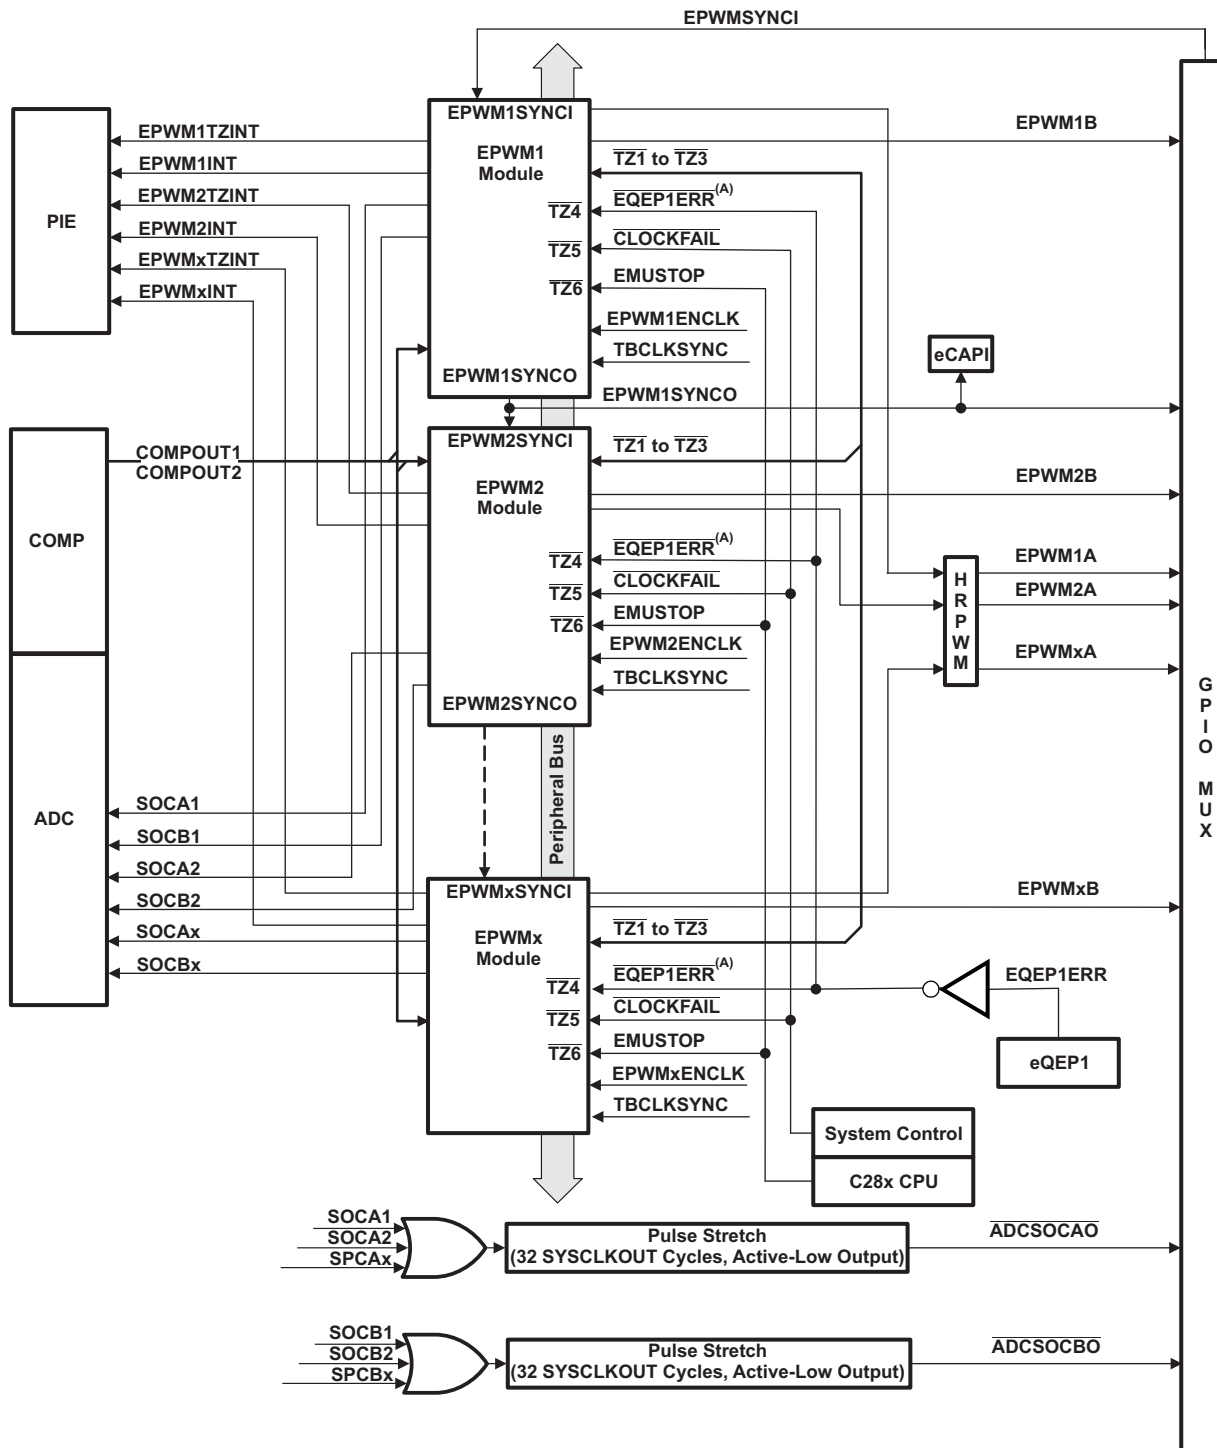 EPWMSYNCI
EPWM1SYNCI
EPWM1
Module
TZ4
TZ5
TZ6
EPWM1SYNCO
EPWM1TZINT
EPWM1INT
EPWM2TZINT
EPWM2INT
EPWMxTZINT
EPWMxINT
PIE
EPWM1B
TZ1 to TZ3
EQEP1ERR(A)
CLOCKFAIL
EMUSTOP
EPWM1ENCLK
TBCLKSYNC
eCAPI
EPWM1SYNCO
COMPOUT1
COMPOUT2
COMP
EPWM2SYNCI
EPWM2
Module
TZ4
TZ5
TZ6
EPWM2SYNCO
TZ1 to TZ3
EPWM2B
EQEP1ERR(A)
CLOCKFAIL
EMUSTOP
EPWM2ENCLK
TBCLKSYNC
HRPWM
EPWM1A
EPWM2A
EPWMxA
GPIO MUX
Peripheral Bus
ADC
SOCA1
SOCB1
SOCA2
SOCB2
SOCAx
SOCBx
EPWMxSYNCI
EPWMx
Module
TZ4
TZ5
TZ6
EPWMxB
TZ1 to TZ3
EQEP1ERR(A)
CLOCKFAIL
EMUSTOP
EPWMxENCLK
TBCLKSYNC
EQEP1ERR
eQEP1
System Control
C28x CPU
SOCA1
SOCA2
SPCAx
Pulse Stretch
(32 SYSCLKOUT Cycles, Active-Low Output)
ADCSOCAO
SOCB1
SOCB2
SPCBx
Pulse Stretch
(32 SYSCLKOUT Cycles, Active-Low Output)
ADCSOCBO